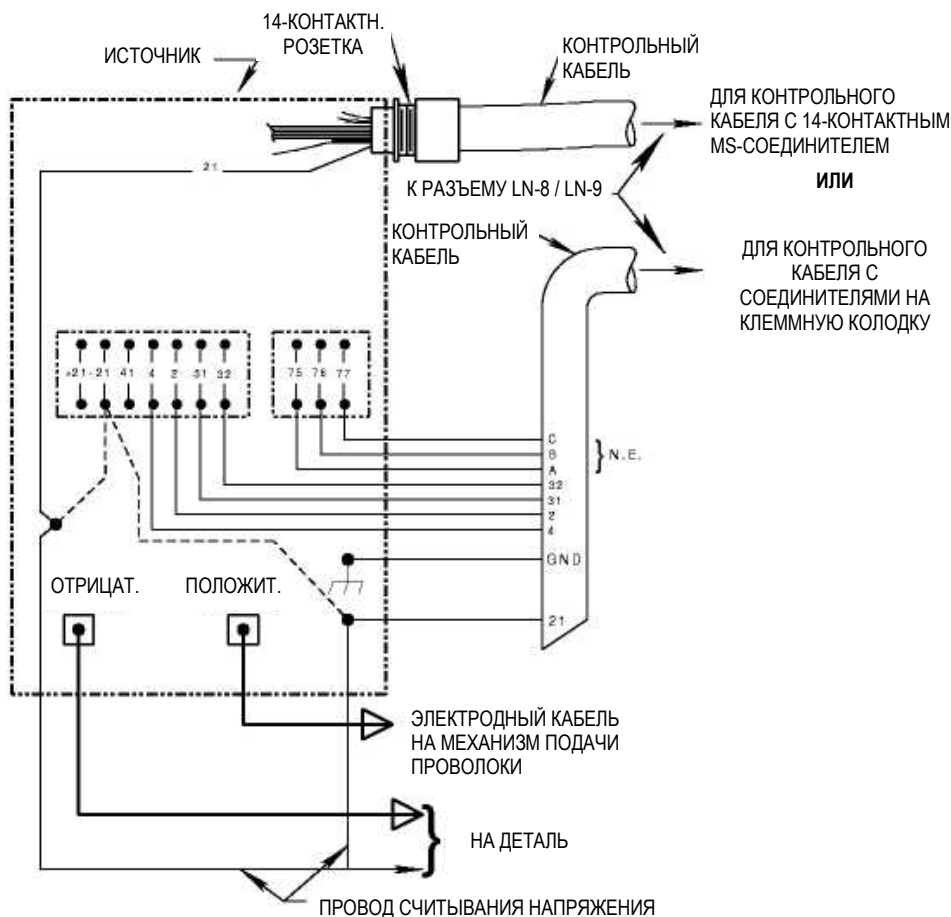 14-КОНТАКТН.
РОЗЕТКА
ИСТОЧНИК
КОНТРОЛЬНЫЙ
КАБЕЛЬ
ДЛЯ КОНТРОЛЬНОГО
КАБЕЛЯ С 14-КОНТАКТНЫМ
MS-СОЕДИНИТЕЛЕМ
ИЛИ
21
К РАЗЪЕМУ LN-8 / LN-9
КОНТРОЛЬНЫЙ
КАБЕЛЬ
ДЛЯ КОНТРОЛЬНОГО
КАБЕЛЯ С
СОЕДИНИТЕЛЯМИ НА
КЛЕММНУЮ КОЛОДКУ
+21 -21 41 4 2 31 32
75 76 77
C
B
A
N.E.
32
31
2
4
GND
21
ОТРИЦАТ.
ПОЛОЖИТ.
ЭЛЕКТРОДНЫЙ КАБЕЛЬ
НА МЕХАНИЗМ ПОДАЧИ
ПРОВОЛОКИ
НА ДЕТАЛЬ
ПРОВОД СЧИТЫВАНИЯ НАПРЯЖЕНИЯ